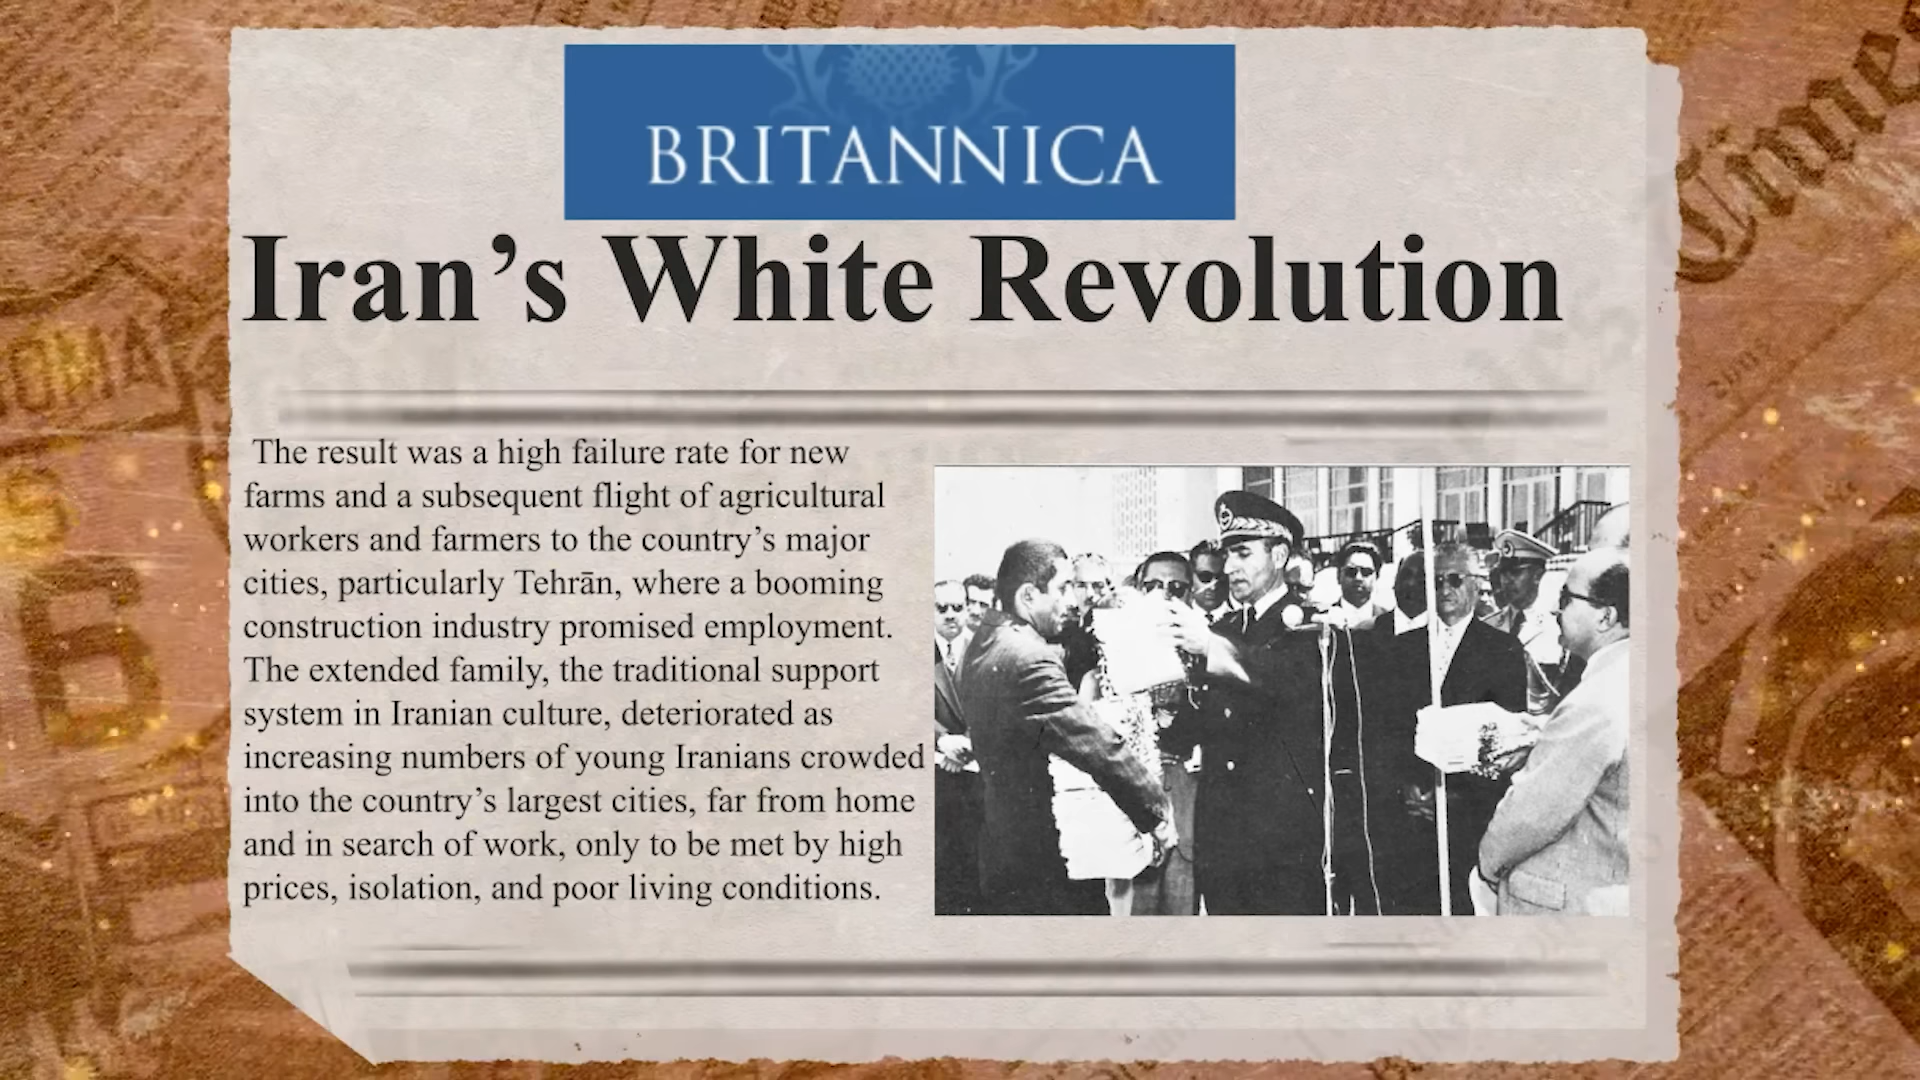 BRITANNICA
Iran’s White Revolution
The result was a high failure rate for new
farms and a subsequent flight of agricultural
workers and farmers to the country’s major
cities, particularly Tehrān, where a booming
construction industry promised employment.
The extended family, the traditional support
system in Iranian culture, deteriorated as
increasing numbers of young Iranians crowded
into the country’s largest cities, far from home
and in search of work, only to be met by high
prices, isolation, and poor living conditions.
Times